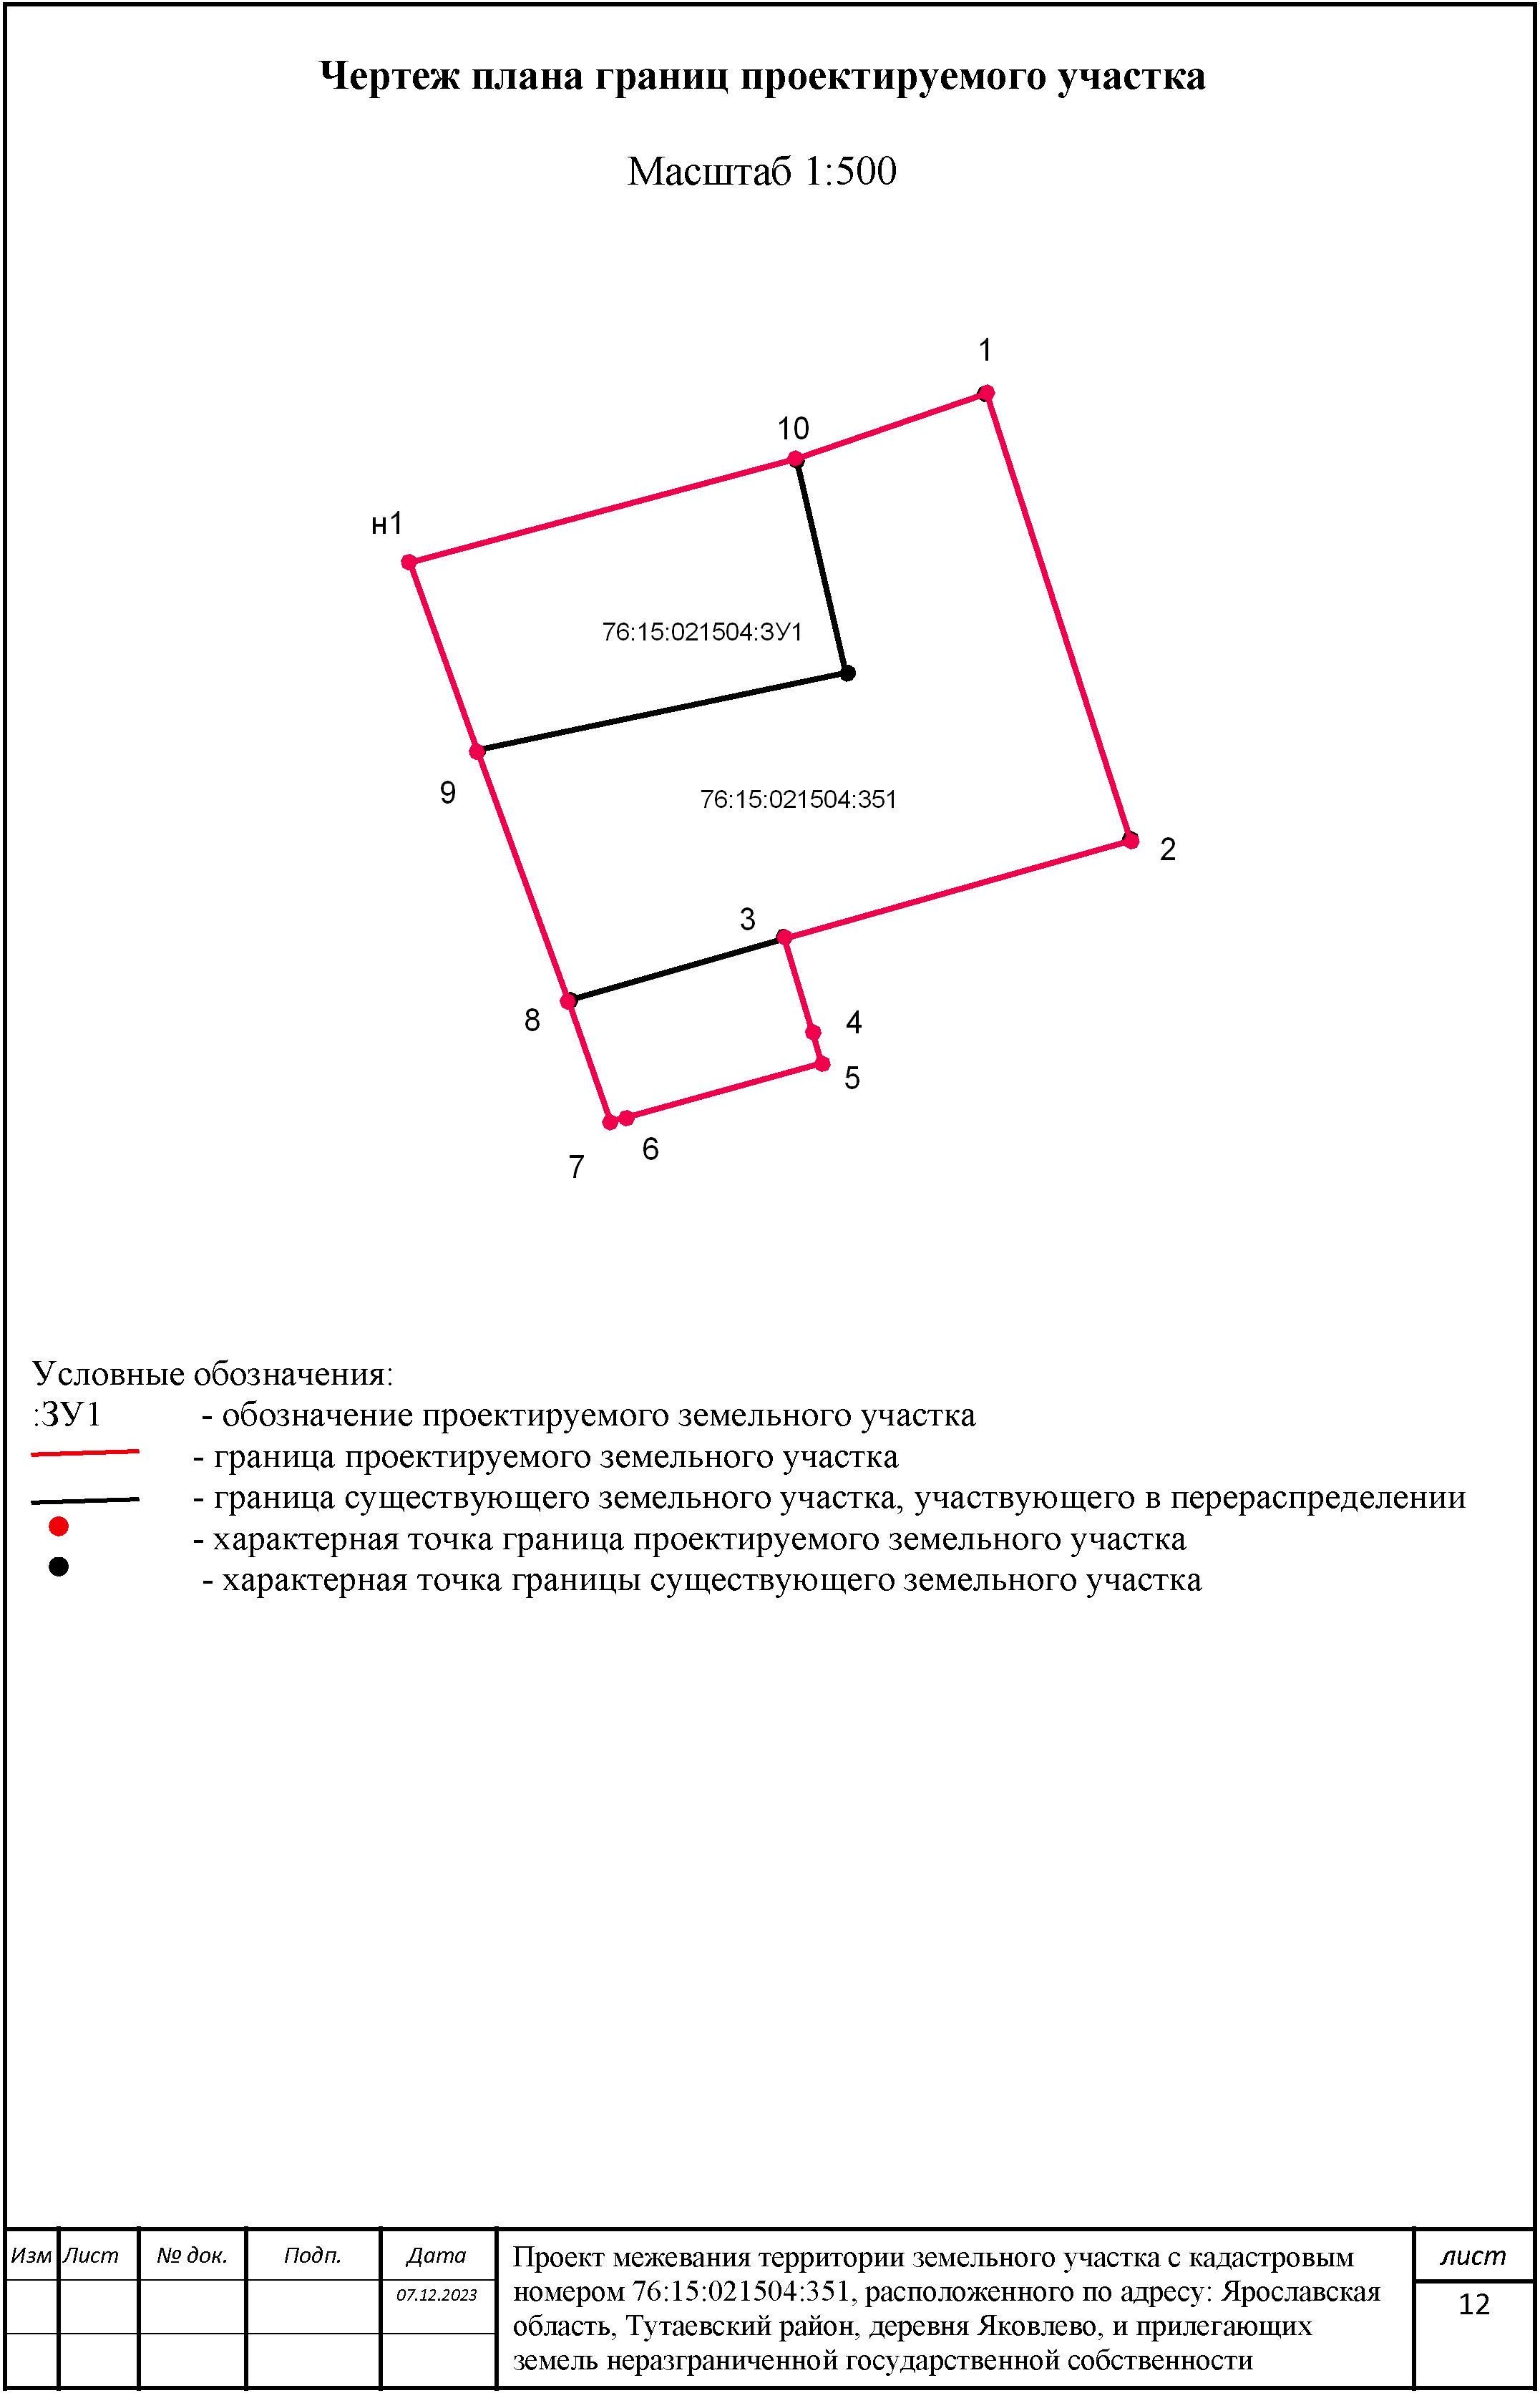 Чертеж плана границ проектируемого участка
Масштаб 1:500
1
10
н1
76:15:021504:ЗУ1
9
76:15:021504:351
2
3
8
4
5
6
7
Условные обозначения:
:ЗУ1 - обозначение проектируемого земельного участка
- граница проектируемого земельного участка
- граница существующего земельного участка, участвующего в перераспределении
- характерная точка граница проектируемого земельного участка
- характерная точка границы существующего земельного участка
Изм Лист № док. Подп. Дата
07.12.2023
Проект межевания территории земельного участка с кадастровым
номером 76:15:021504:351, расположенного по адресу: Ярославская
область, Тутаевский район, деревня Яковлево, и прилегающих
земель неразграниченной государственной собственности
лист
12